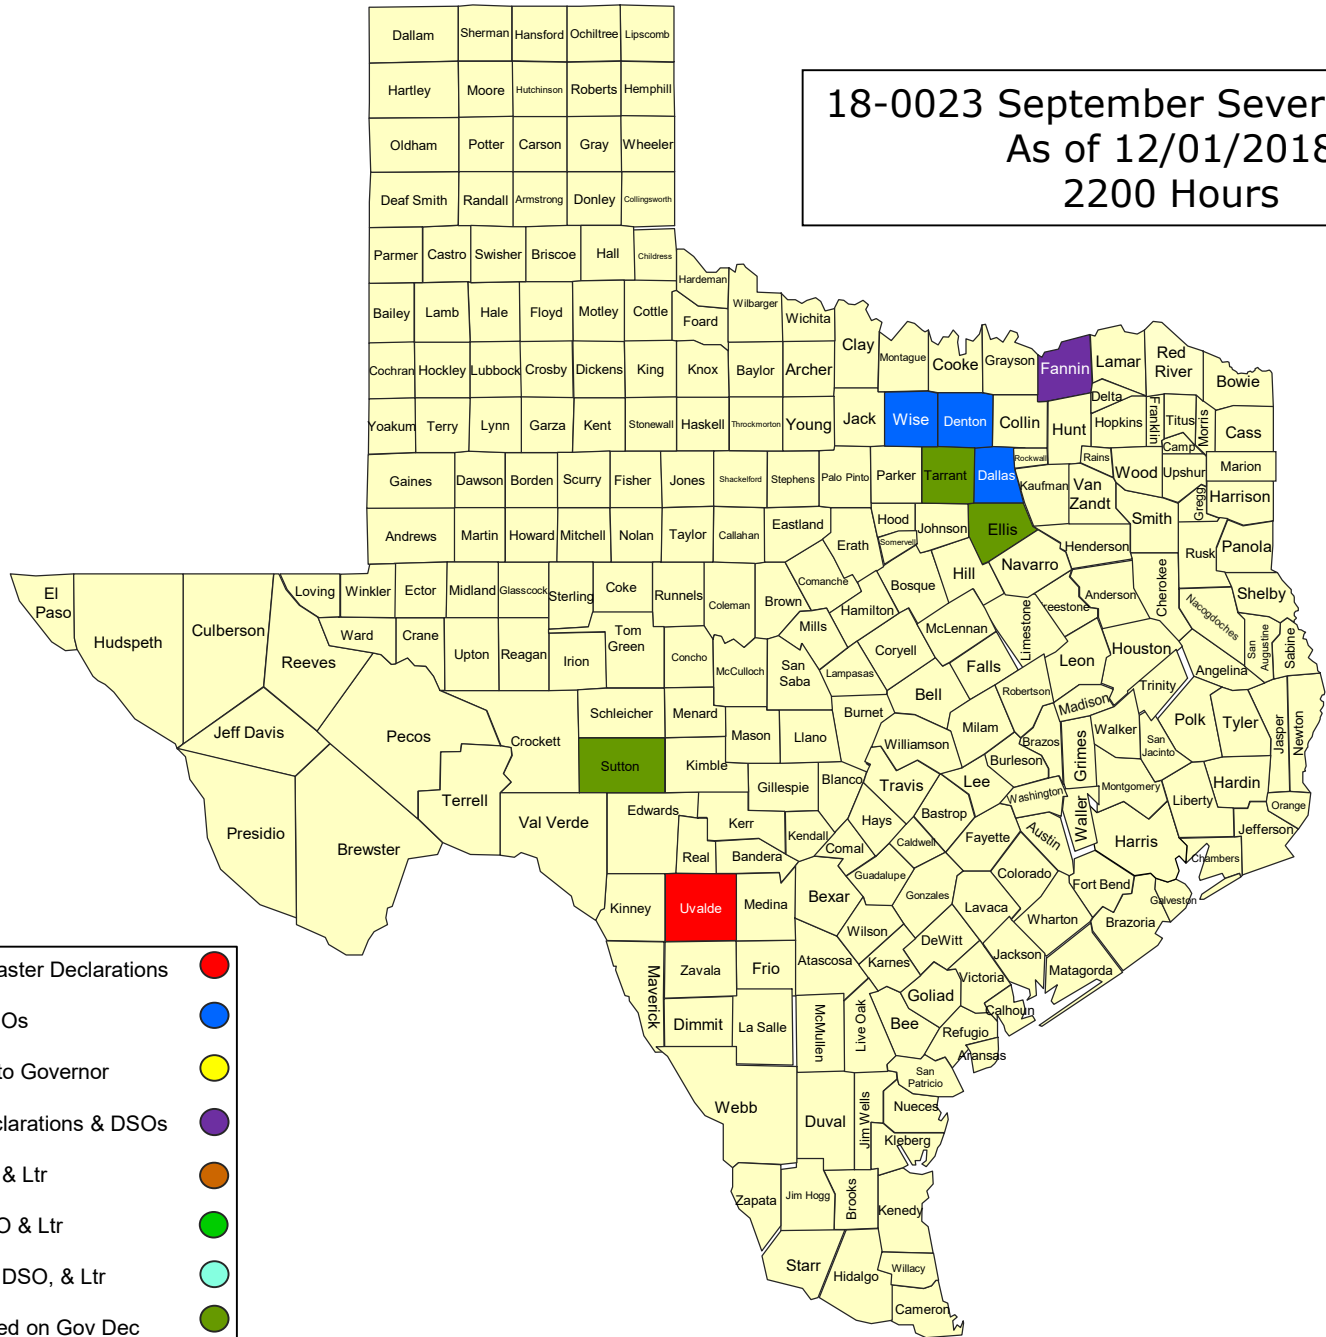 18-0023 September Sever
As of 12/01/2018
2200 Hours
Dallam Sherman Hansford Ochiltree Lipscomb
Hartley Moore Hutchinson Roberts Hemphill
Oldham Potter Carson Gray Wheeler
Deaf Smith Randall Armstrong Donley Collingsworth
Parmer Castro Swisher Briscoe Hall Childress
Hardeman
Bailey Lamb Hale Floyd Motley Cottle Foard Wilbarger Wichita Clay
Montague Cooke Grayson Fannin Lamar Red
River Bowie
Cochran Hockley Lubbock Crosby Dickens King Knox Baylor Archer
Delta
Yoakum Terry Lynn Garza Kent Stonewall Haskell Throckmorton Young Jack Wise Denton Collin Hunt Hopkins Franklin Titus Morris Cass
Camp
Gaines Dawson Borden Scurry Fisher Jones Shackelford Stephens Palo Pinto Parker Tarrant Dallas Rockwall Kaufman Rains Van
Zandt Wood Upshur Marion
Gregg Harrison
Andrews Martin Howard Mitchell Nolan Taylor Callahan Eastland Erath Hood Somervell Johnson Ellis Henderson Smith Rusk Panola
El
Paso Hudspeth Culberson Loving Winkler Ector Midland Glasscock Sterling Coke Runnels Coleman Brown Comanche Hamilton Bosque Hill Navarro Anderson Cherokee Shelby
Reeves Ward Crane Upton Reagan Irion Tom
Green Concho McCulloch San
Saba Mills Lampasas Coryell McLennan Limestone reestone Leon Houston Nacogdoches San
Augustine Sabine
Jeff Davis Pecos Crockett Schleicher Menard Mason Llano Burnet Bell Falls Robertson Madison Trinity Angelina
Sutton Kimble Gillespie Blanco Williamson Milam Brazos Grimes Walker San
Jacinto Polk Tyler Jasper Newton
Presidio Brewster Terrell Val Verde Edwards Kerr Kendall Hays Travis Lee Burleson Washington Montgomery Liberty Hardin Orange
Real Bandera Comal Caldwell Bastrop Fayette Austin Waller Harris Chambers Jefferson
Kinney Uvalde Medina Bexar Guadalupe Gonzales Lavaca Colorado Fort Bend Galveston
Wilson Wharton Brazoria
Maverick Zavala Frio Atascosa Karnes DeWitt Jackson Matagorda
Dimmit La Salle McMullen Live Oak Bee Goliad Victoria Calhoun
Refugio
Aransas
San
Patricio
Webb Duval Jim Wells Nueces
Kleberg
Zapata Jim Hogg Brooks Kenedy
Starr Hidalgo Willacy
Cameron
aster Declarations
Os
to Governor
clarations & DSOs
& Ltr
O & Ltr
DSO, & Ltr
ed on Gov Dec